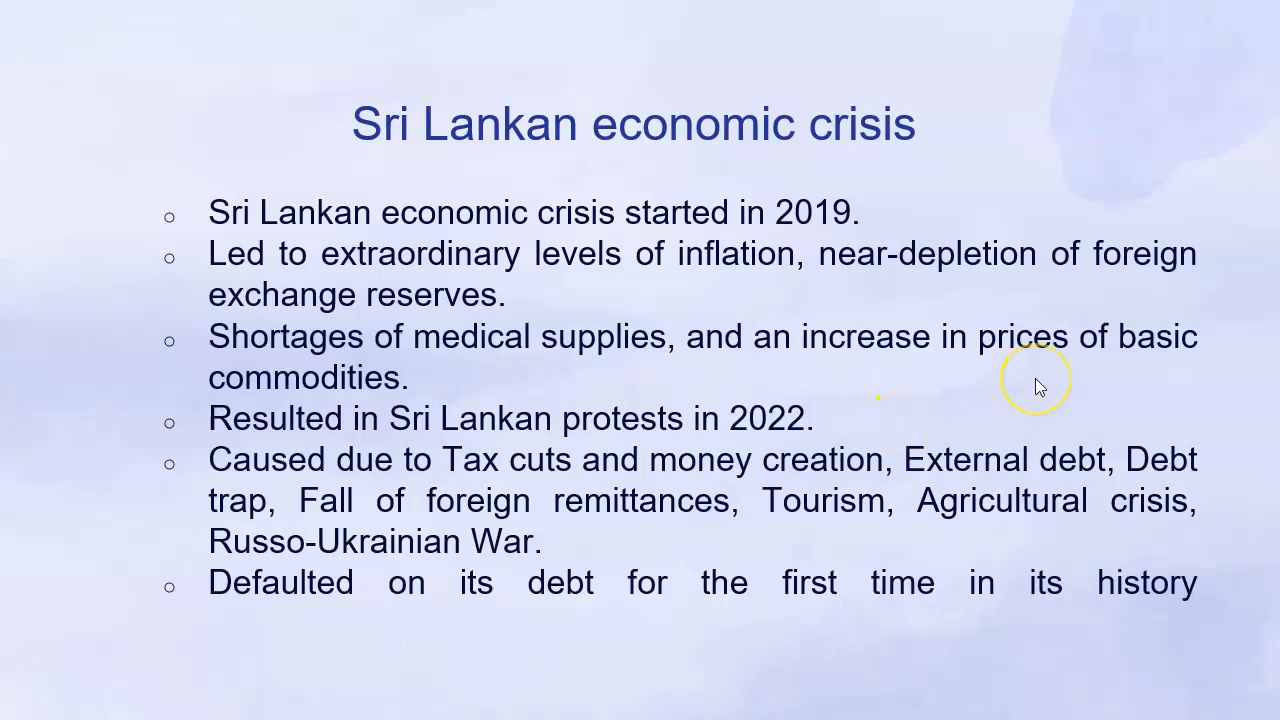 Sri Lankan economic crisis
○ Sri Lankan economic crisis started in 2019.
○ Led to extraordinary levels of inflation, near-depletion of foreign
exchange reserves.
○ Shortages of medical supplies, and an increase in prices of basic
commodities.
○ Resulted in Sri Lankan protests in 2022.
○ Caused due to Tax cuts and money creation, External debt, Debt
trap, Fall of foreign remittances, Tourism, Agricultural crisis,
Russo-Ukrainian War.
○ Defaulted on its debt for the first time in its history